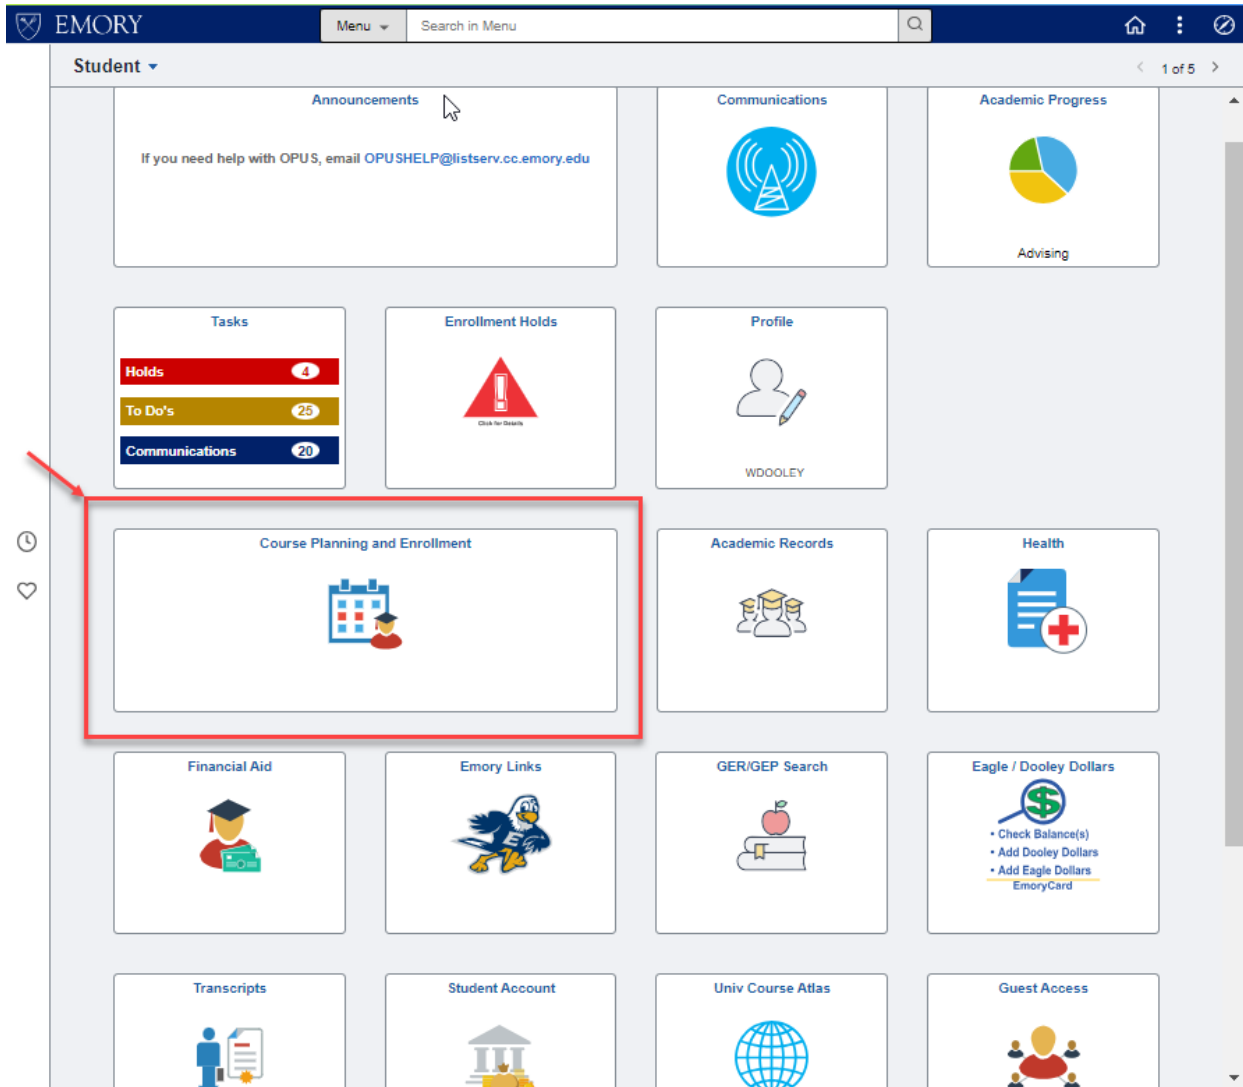 EMORY
Menu
Search in Menu
Student
1 of 5
Announcements
If you need help with OPUS, email OPUSHELP@listserv.cc.emory.edu
Communications
Academic Progress
Advising
Tasks
Holds 4
To Do's 25
Communications 20
Enrollment Holds
Click for Details
Profile
WDOOLEY
Course Planning and Enrollment
Academic Records
Health
Financial Aid
Emory Links
E
GER/GEP Search
Eagle / Dooley Dollars
$
• Check Balance(s)
• Add Dooley Dollars
• Add Eagle Dollars
EmoryCard
Transcripts
Student Account
Univ Course Atlas
Guest Access